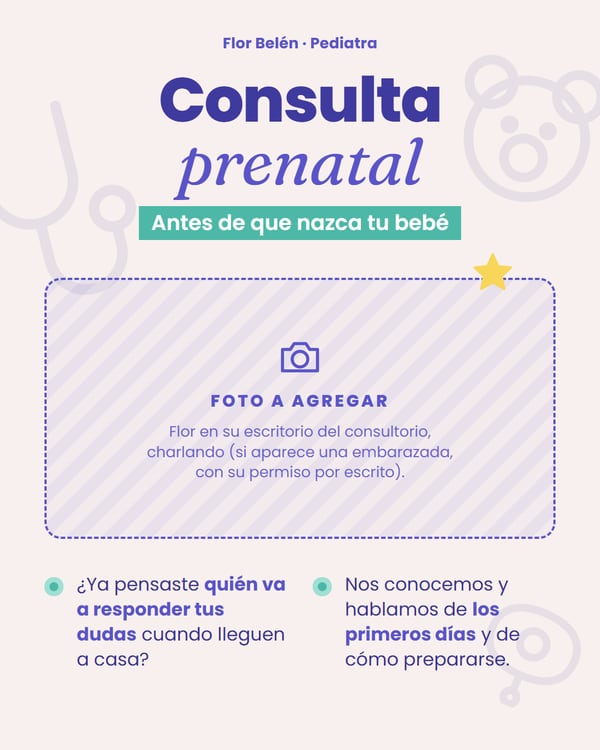 Flor Belén · Pediatra
Consulta
prenatal
Antes de que nazca tu bebé
FOTO A AGREGAR
Flor en su escritorio del consultorio,
charlando (si aparece una embarazada,
con su permiso por escrito).
¿Ya pensaste quién va
a responder tus
dudas cuando lleguen
a casa?
Nos conocemos y
hablamos de los
primeros días y de
cómo prepararse.